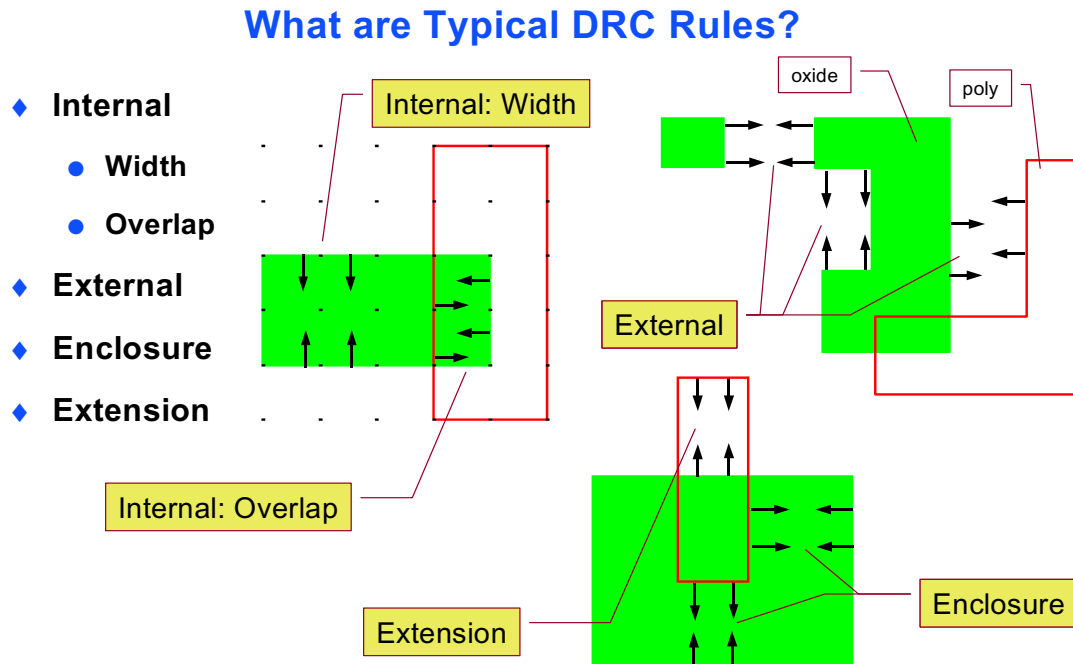 What are Typical DRC Rules?
♦ Internal
● Width
● Overlap
♦ External
♦ Enclosure
♦ Extension
Internal: Width
Internal: Overlap
oxide
poly
External
Extension
Enclosure